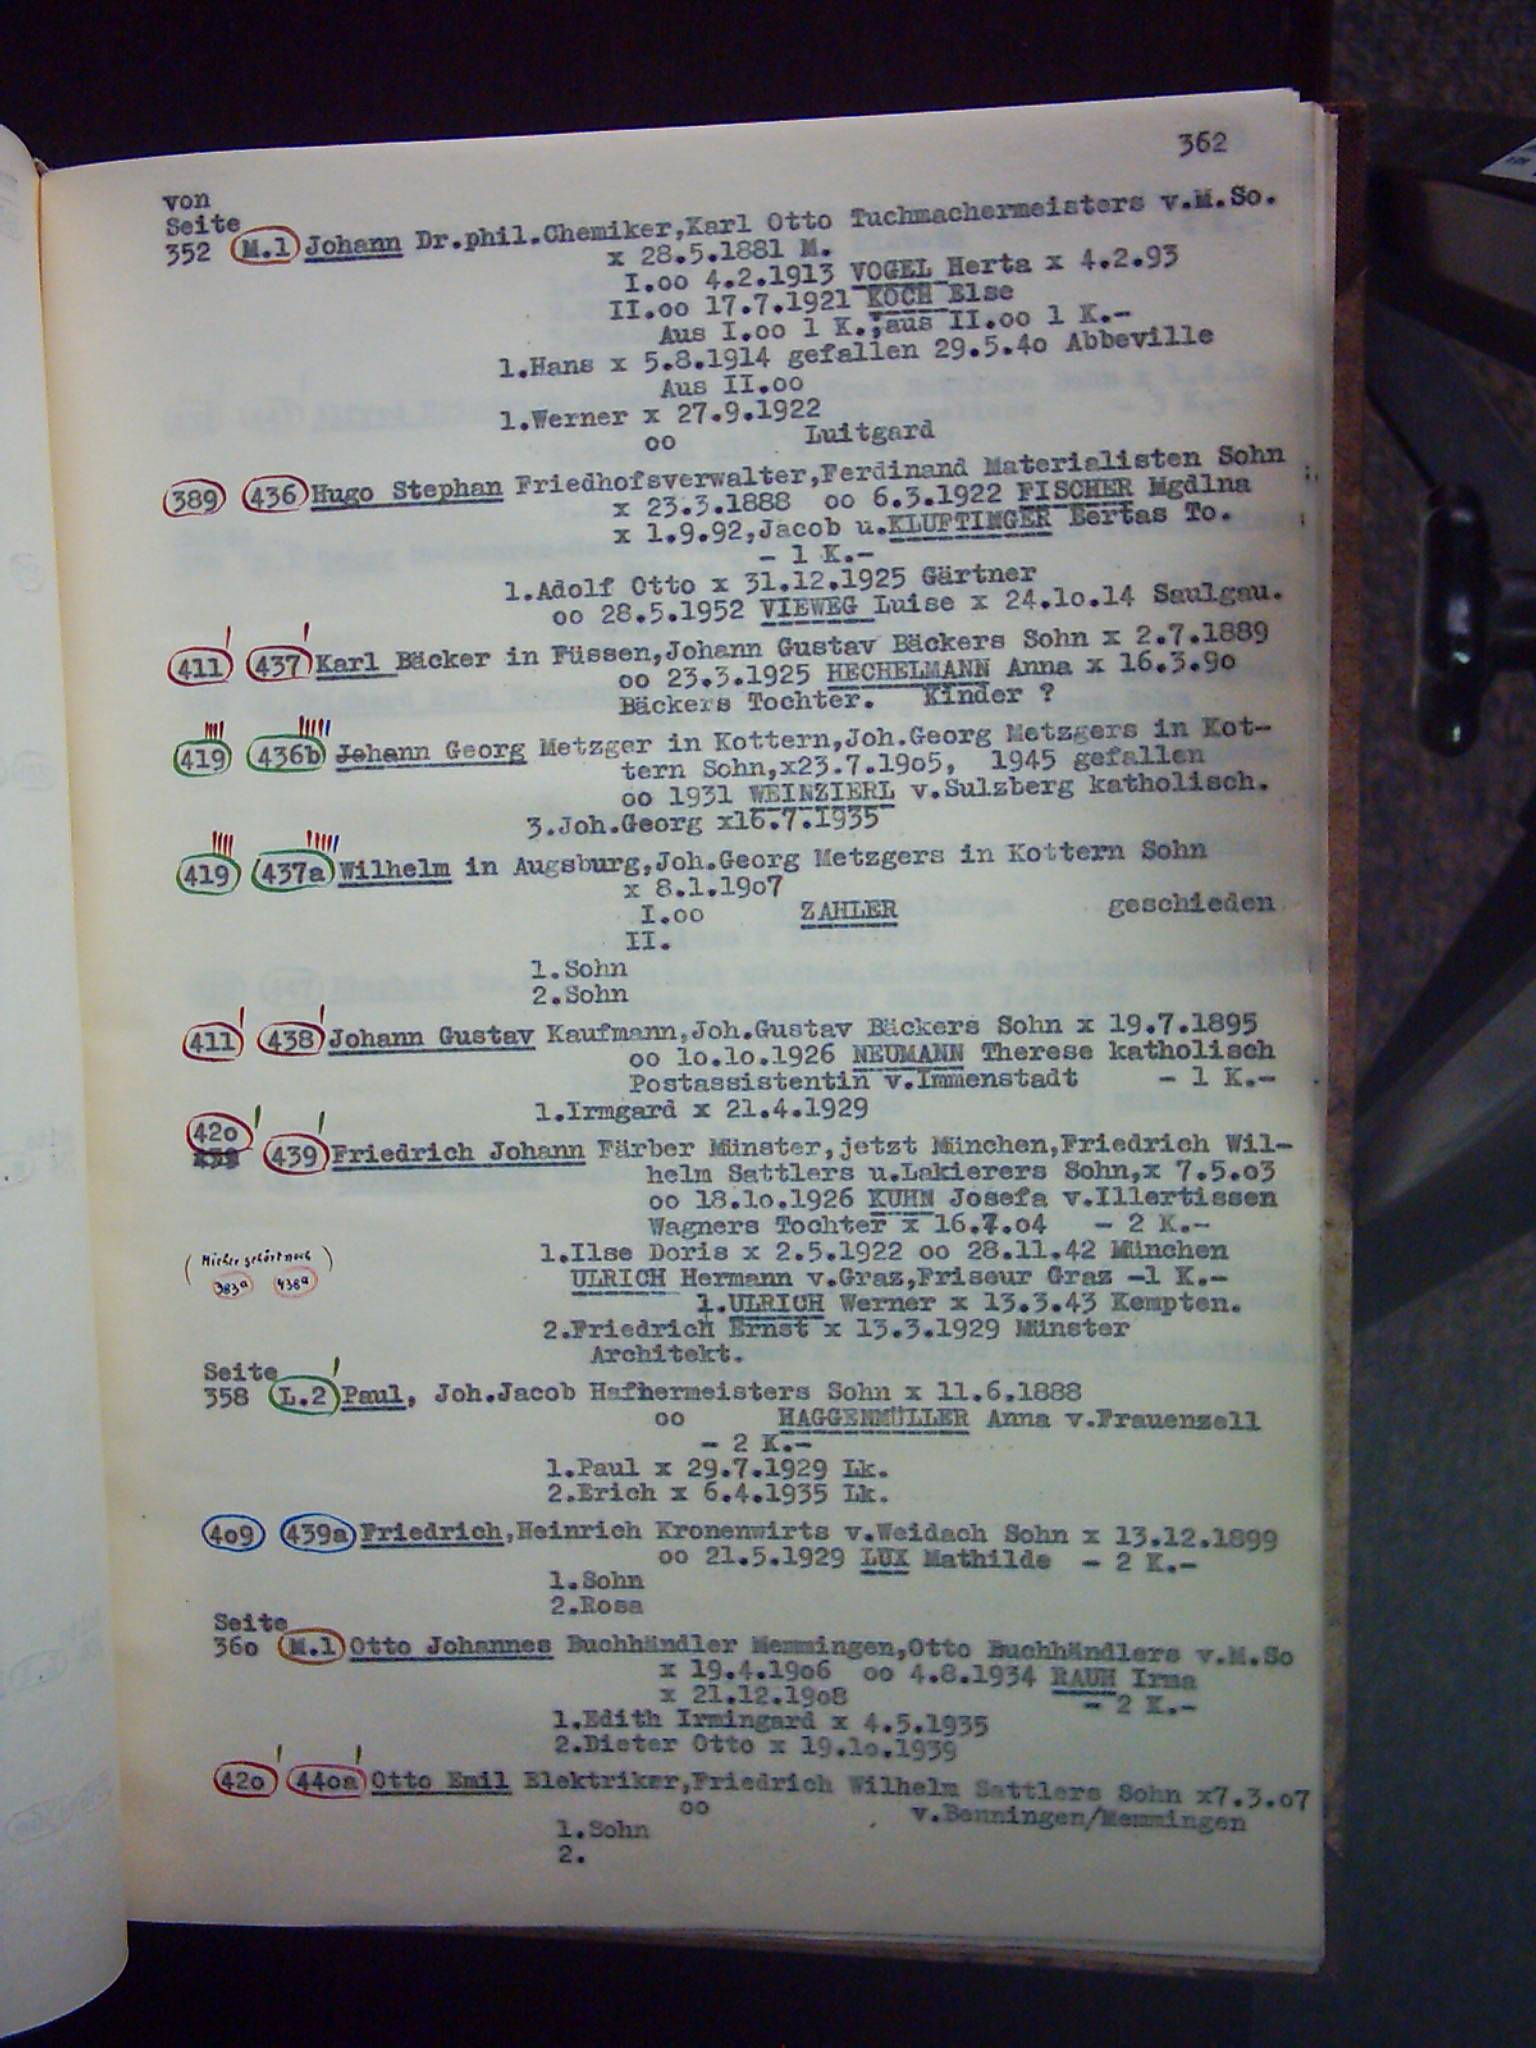 362
von
Seite
352 M.1 Johann Dr.phil.Chemiker,Karl Otto Tuchmachermeisters v.M.So.
x 28.5.1881 M.
I.oo 4.2.1913 VOGEL Herta x 4.2.93
II.oo 17.7.1921 KOCH Else
Aus I.oo 1 K.,aus II.oo 1 K.-
1.Hans x 5.8.1914 gefallen 29.5.4o Abbeville
Aus II.oo
1.Werner x 27.9.1922
oo Luitgard
389 436 Hugo Stephan Friedhofsverwalter,Ferdinand Materialisten Sohn
x 23.3.1888 oo 6.3.1922 FISCHER Mgdlna
x 1.9.92,Jacob u.KLUFTINGER Bertas To.
- 1 K.-
1.Adolf Otto x 31.12.1925 Gärtner
oo 28.5.1952 VIEWEG Luise x 24.1o.14 Saulgau.
411 437 Karl Bäcker in Füssen,Johann Gustav Bäckers Sohn x 2.7.1889
oo 23.3.1925 HECHELMANN Anna x 16.3.9o
Bäckers Tochter. Kinder ?
419 436b Johann Georg Metzger in Kottern,Joh.Georg Metzgers in Kot-
tern Sohn,x23.7.19o5, 1945 gefallen
oo 1931 WEINZIERL v.Sulzberg katholisch.
3.Joh.Georg x16.7.1935
419 437a Wilhelm in Augsburg,Joh.Georg Metzgers in Kottern Sohn
x 8.1.19o7
I.oo ZAHLER geschieden
II.
1.Sohn
2.Sohn
411 438 Johann Gustav Kaufmann,Joh.Gustav Bäckers Sohn x 19.7.1895
oo 1o.1o.1926 NEUMANN Therese katholisch
Postassistentin v.Immenstadt - 1 K.-
1.Irmgard x 21.4.1929
42o
439 Friedrich Johann Färber Münster,jetzt München,Friedrich Wil-
helm Sattlers u.Lakierers Sohn,x 7.5.o3
oo 18.1o.1926 KUHN Josefa v.Illertissen
Wagners Tochter x 16.7.o4 - 2 K.-
(Hieher gehört noch)
383a 438a
1.Ilse Doris x 2.5.1922 oo 28.11.42 München
ULRICH Hermann v.Graz,Friseur Graz -1 K.-
1.ULRICH Werner x 13.3.43 Kempten.
2.Friedrich Ernst x 13.3.1929 Münster
Architekt.
Seite
358 L.2 Paul, Joh.Jacob Hafnermeisters Sohn x 11.6.1888
oo HAGGENMÜLLER Anna v.Frauenzell
- 2 K.-
1.Paul x 29.7.1929 Lk.
2.Erich x 6.4.1935 Lk.
4o9 439a Friedrich,Heinrich Kronenwirts v.Weidach Sohn x 13.12.1899
oo 21.5.1929 LUX Mathilde - 2 K.-
1.Sohn
2.Rosa
Seite
36o M.1 Otto Johannes Buchhändler Memmingen,Otto Buchhändlers v.M.So
x 19.4.19o6 oo 4.8.1934 RAUH Irma
x 21.12.19o8 - 2 K.-
1.Edith Irmingard x 4.5.1935
2.Dieter Otto x 19.1o.1939
42o 44oa Otto Emil Elektriker,Friedrich Wilhelm Sattlers Sohn x7.3.o7
oo v.Benningen/Memmingen
1.Sohn
2.